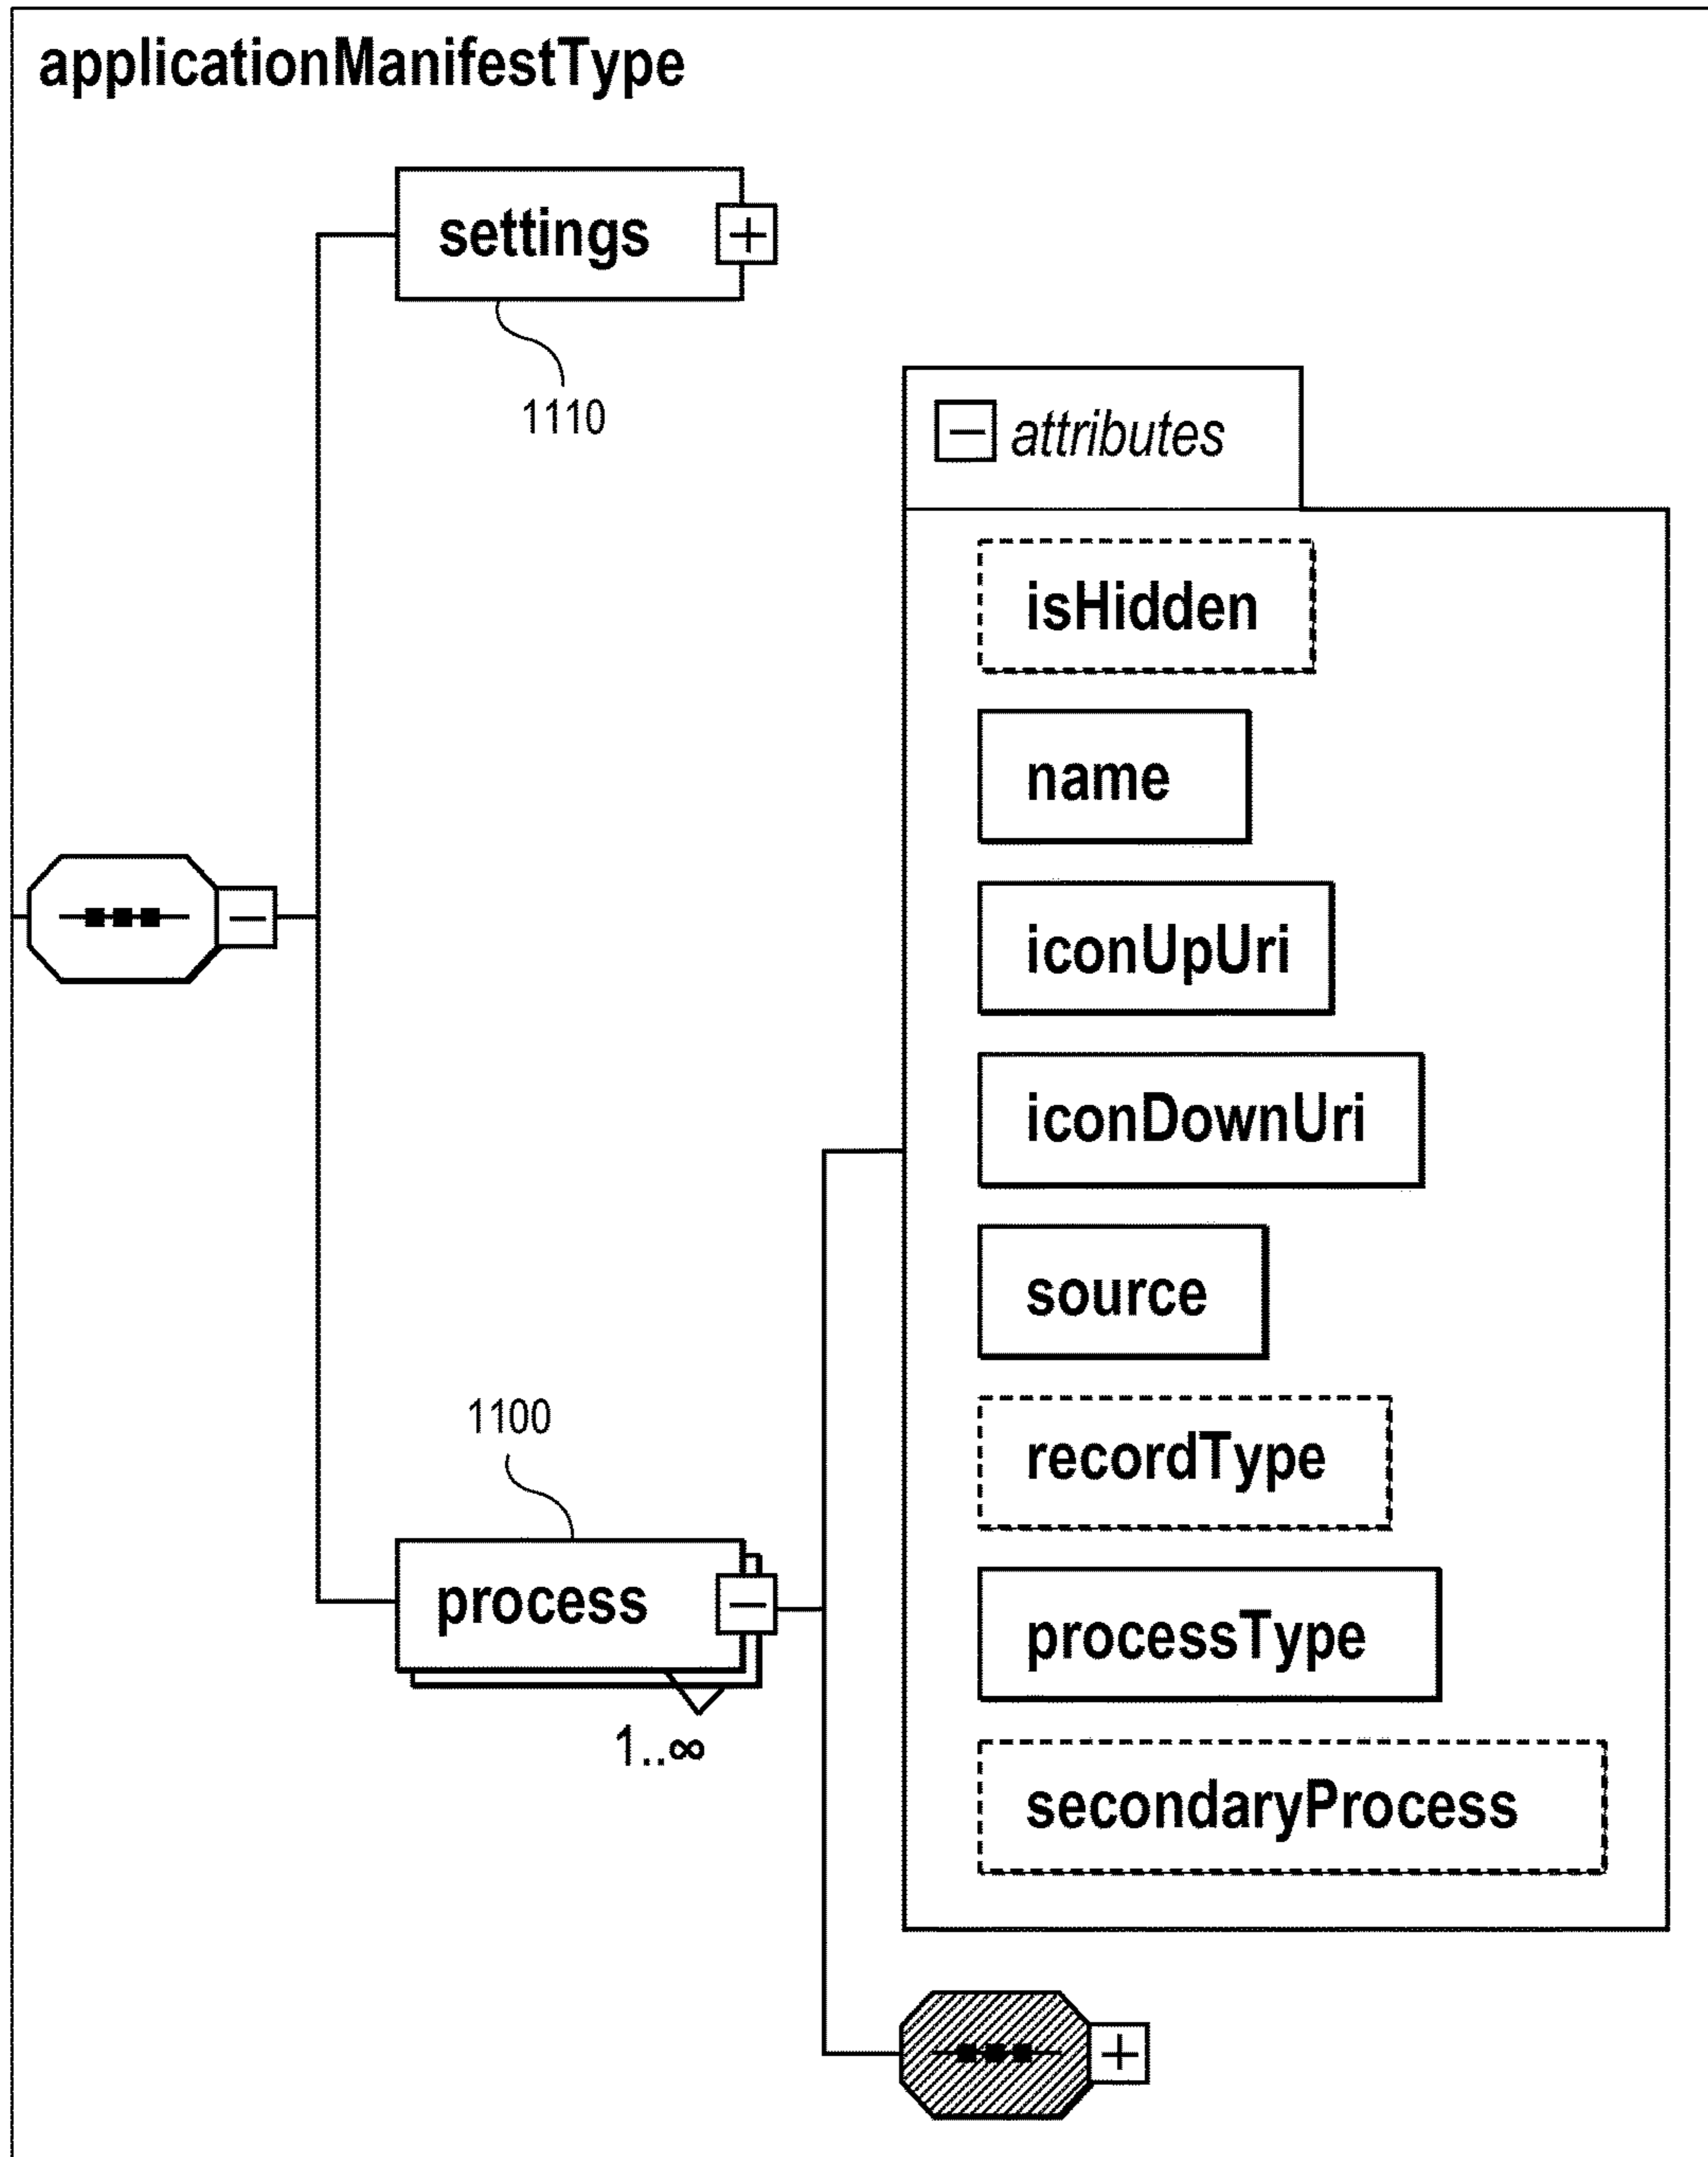 applicationManifestType
settings
1110
attributes
isHidden
name
iconUpUri
iconDownUri
source
recordType
processType
secondaryProcess
1100
process
1..∞